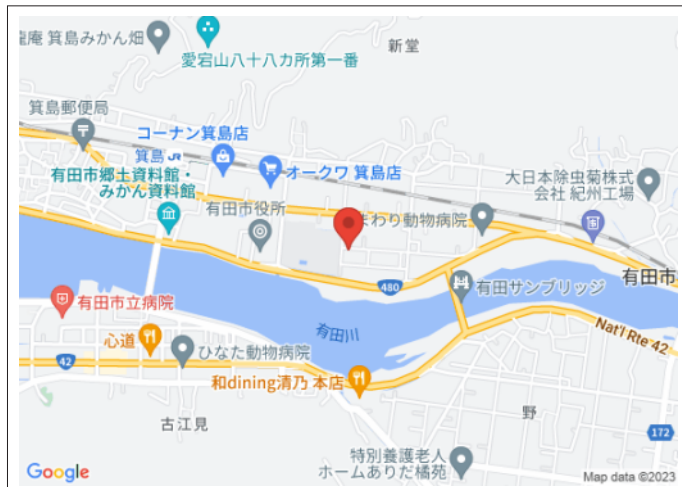 新堂
龍庵 箕島みかん畑
愛宕山八十八カ所第一番
箕島郵便局
コーナン箕島店
箕島
JR
オークワ 箕島店
大日本除虫菊株式
会社 紀州工場
有田市郷土資料館・
みかん資料館
有田市役所
まわり動物病院
480
有田サンブリッジ
有田市
有田市立病院
有田川
Nat'l Rte 42
心道
ひなた動物病院
42
和dining清乃 本店
古江見
野
172
特別養護老人
ホームありだ橘苑
Google
Map data ©2023